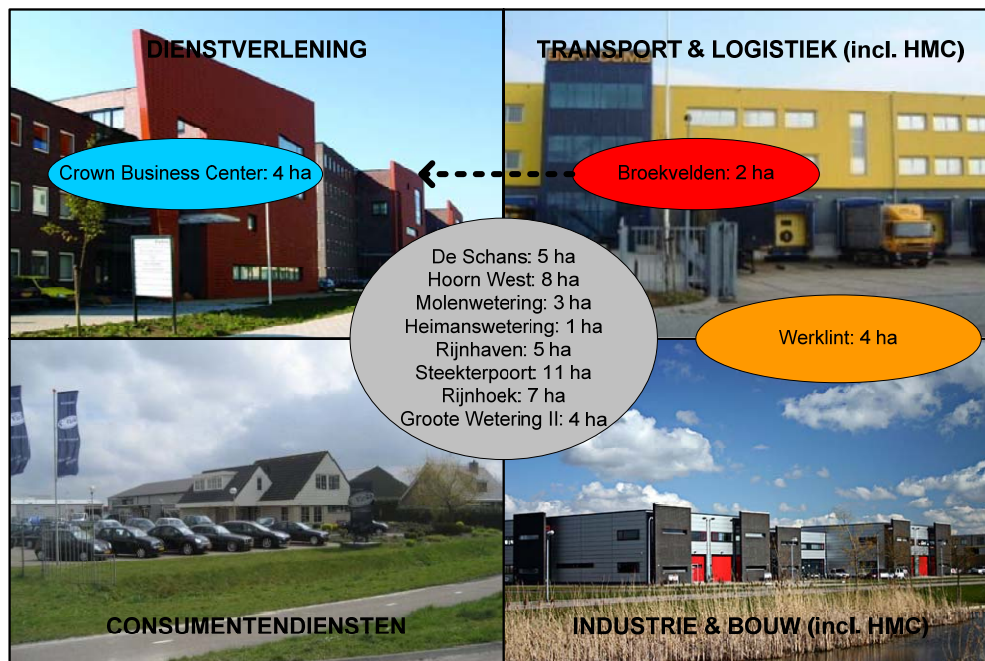 DIENSTVERLENING
TRANSPORT & LOGISTIEK (incl. HMC)
Crown Business Center: 4 ha
Broekvelden: 2 ha
De Schans: 5 ha
Hoorn West: 8 ha
Molenwetering: 3 ha
Heimanswetering: 1 ha
Rijnhaven: 5 ha
Steekterpoort: 11 ha
Rijnhoek: 7 ha
Groote Wetering II: 4 ha
Werklint: 4 ha
CONSUMENTENDIENSTEN
INDUSTRIE & BOUW (incl. HMC)